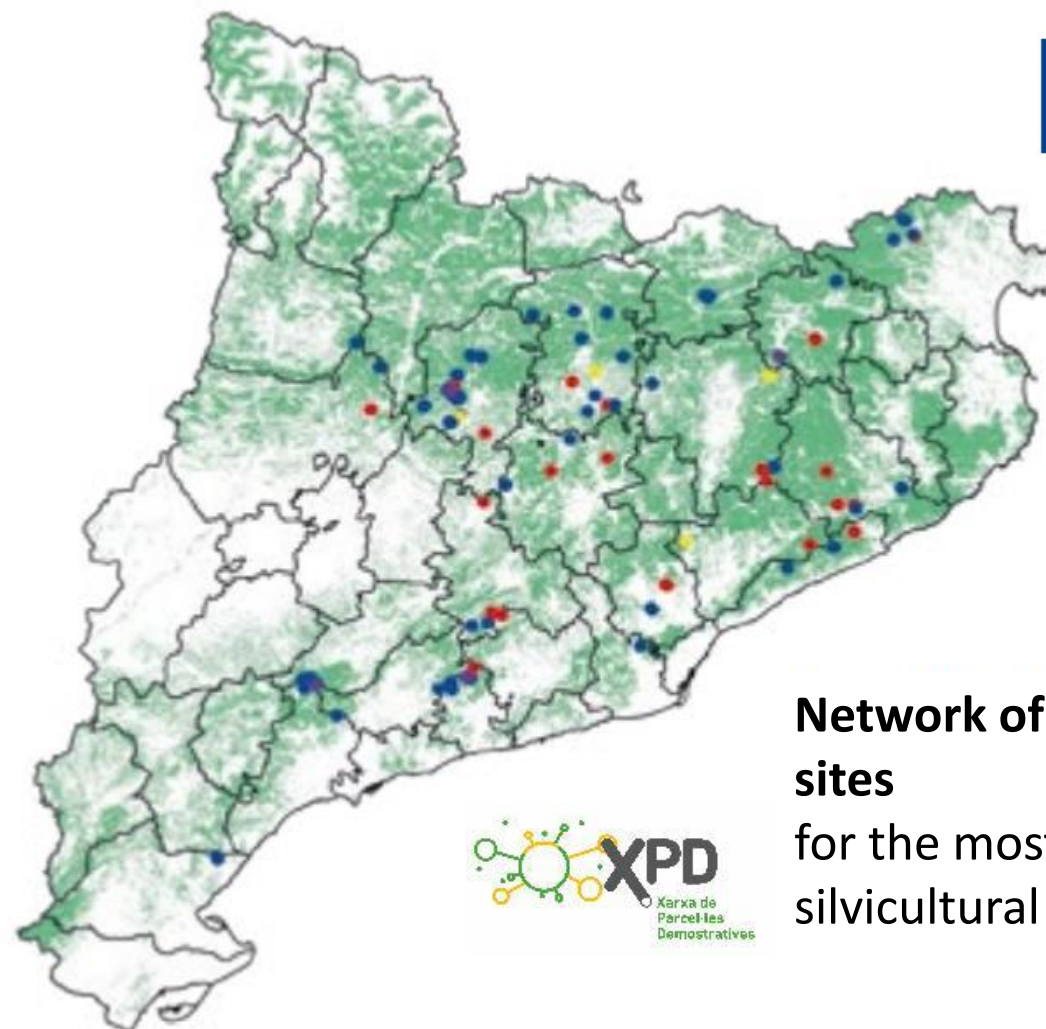 Network of
sites
for the most
silvicultural
XPD
Xarxa de
Parcel·les
Demostratives